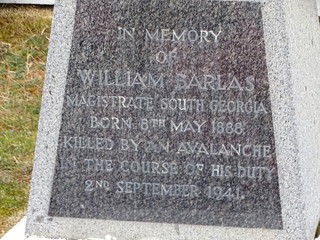 IN MEMORY
OF
WILLIAM BARLAS
MAGISTRATE SOUTH GEORGIA
BORN 8TH MAY 1888
KILLED BY AN AVALANCHE
IN THE COURSE OF HIS DUTY
2ND SEPTEMBER 1941.